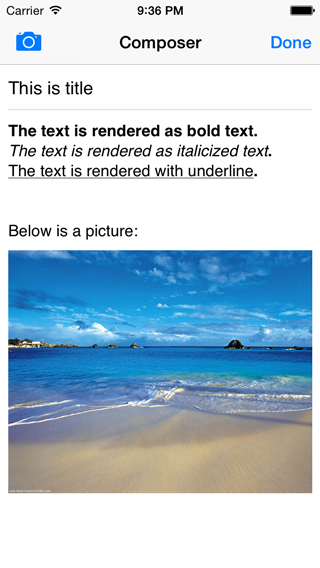 Carrier 9:36 PM
Composer Done
This is title
The text is rendered as bold text.
The text is rendered as italicized text.
The text is rendered with underline.
Below is a picture: